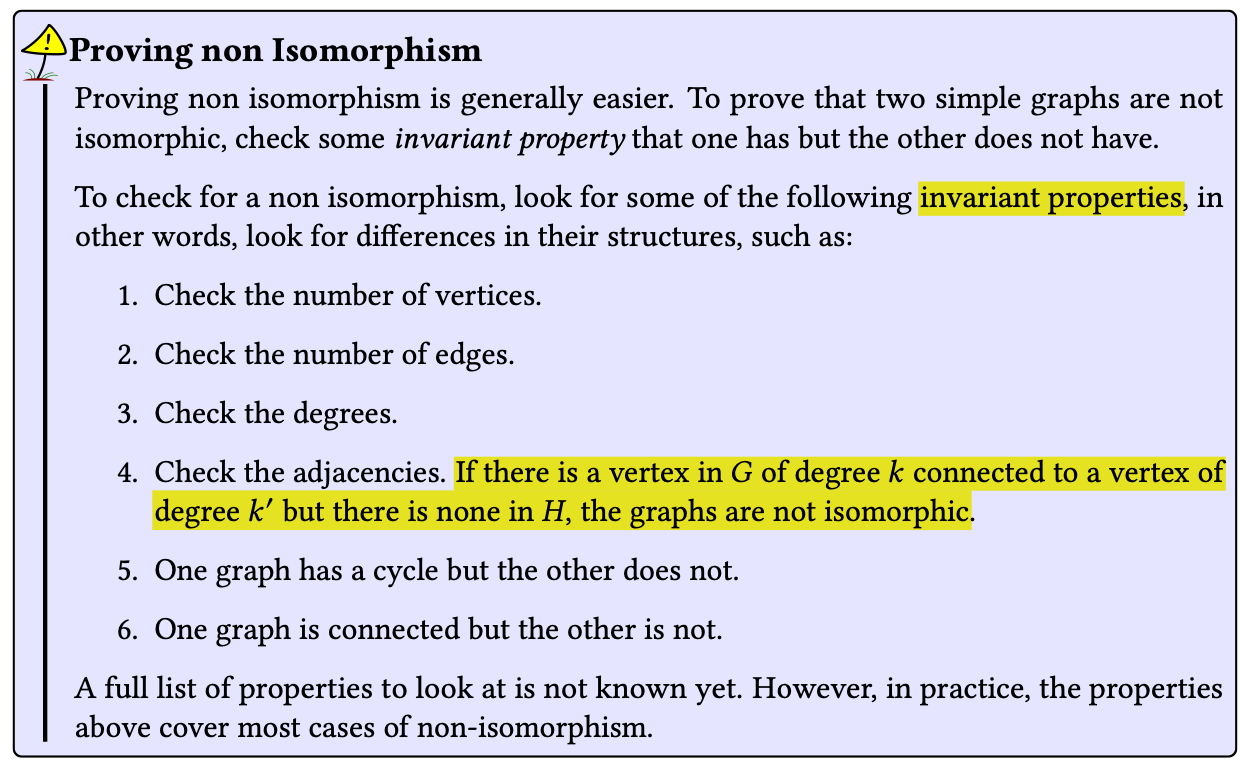 Proving non Isomorphism
Proving non isomorphism is generally easier. To prove that two simple graphs are not
isomorphic, check some invariant property that one has but the other does not have.
To check for a non isomorphism, look for some of the following invariant properties, in
other words, look for differences in their structures, such as:
1. Check the number of vertices.
2. Check the number of edges.
3. Check the degrees.
4. Check the adjacencies. If there is a vertex in G of degree k connected to a vertex of
degree k′ but there is none in H, the graphs are not isomorphic.
5. One graph has a cycle but the other does not.
6. One graph is connected but the other is not.
A full list of properties to look at is not known yet. However, in practice, the properties
above cover most cases of non-isomorphism.